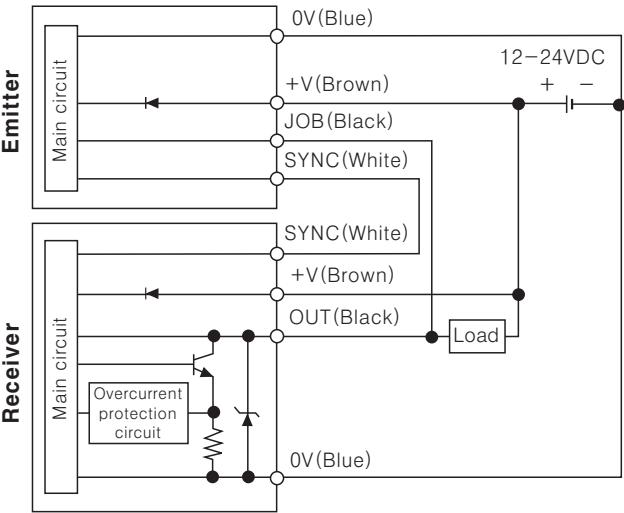 Emitter
Main circuit
0V(Blue)
12-24VDC
+ -
+V(Brown)
JOB(Black)
SYNC(White)
Receiver
Main circuit
SYNC(White)
+V(Brown)
OUT(Black)
Load
Overcurrent
protection
circuit
0V(Blue)